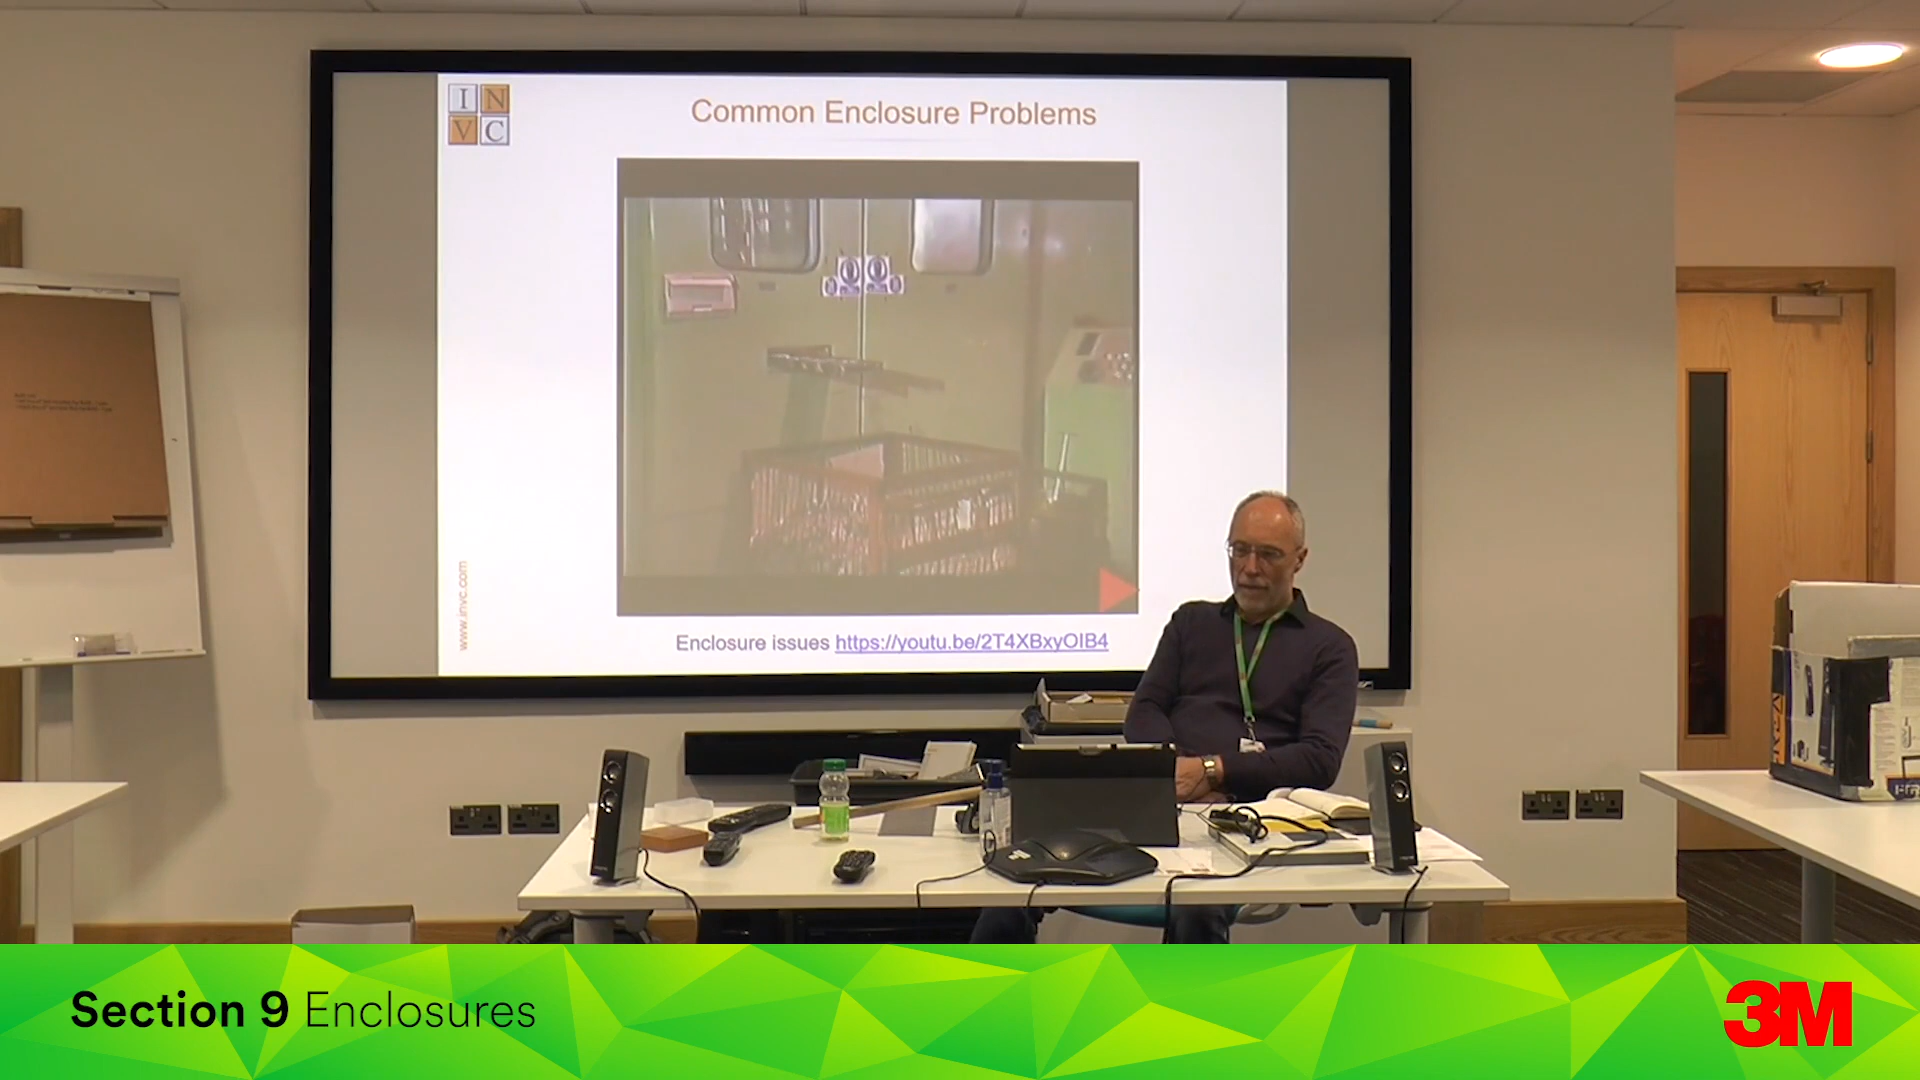 I N
V C
Common Enclosure Problems
www.invc.com
Enclosure issues https://youtu.be/2T4XBxyOIB4
Section 9 Enclosures
3M